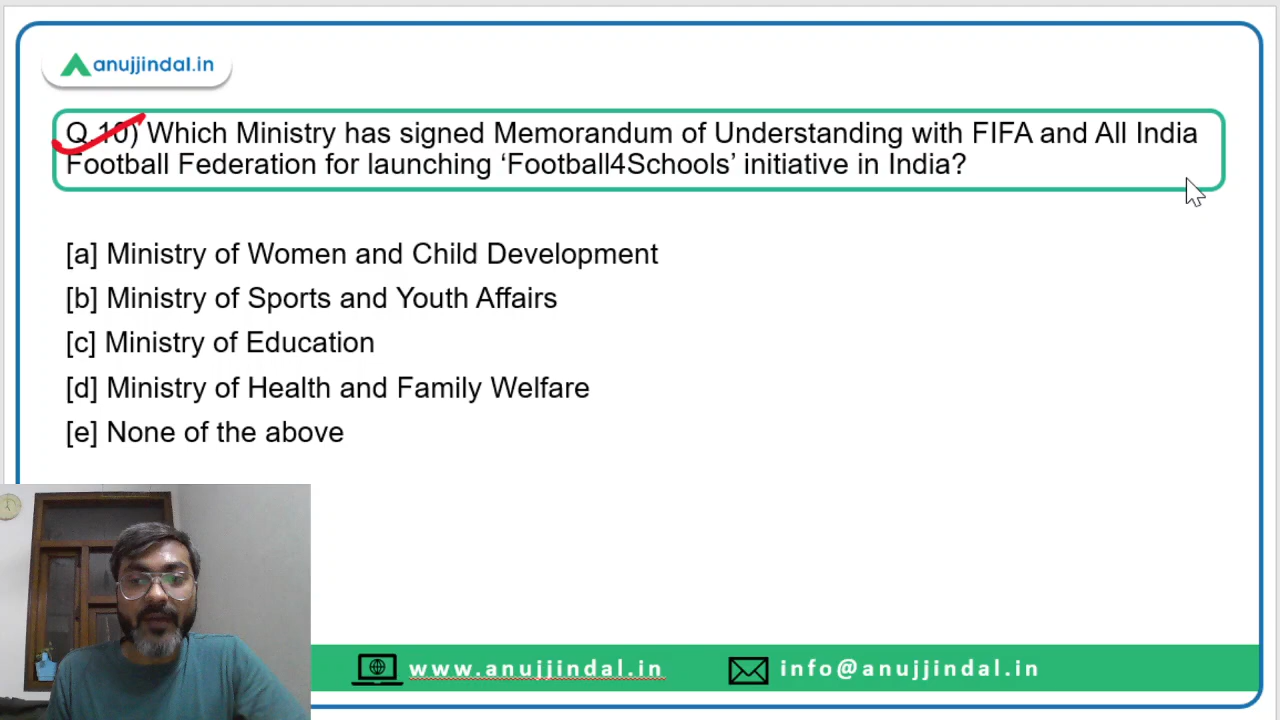 anujjindal.in
Q.10) Which Ministry has signed Memorandum of Understanding with FIFA and All India
Football Federation for launching ‘Football4Schools’ initiative in India?
[a] Ministry of Women and Child Development
[b] Ministry of Sports and Youth Affairs
[c] Ministry of Education
[d] Ministry of Health and Family Welfare
[e] None of the above
www.anujjindal.in
info@anujjindal.in